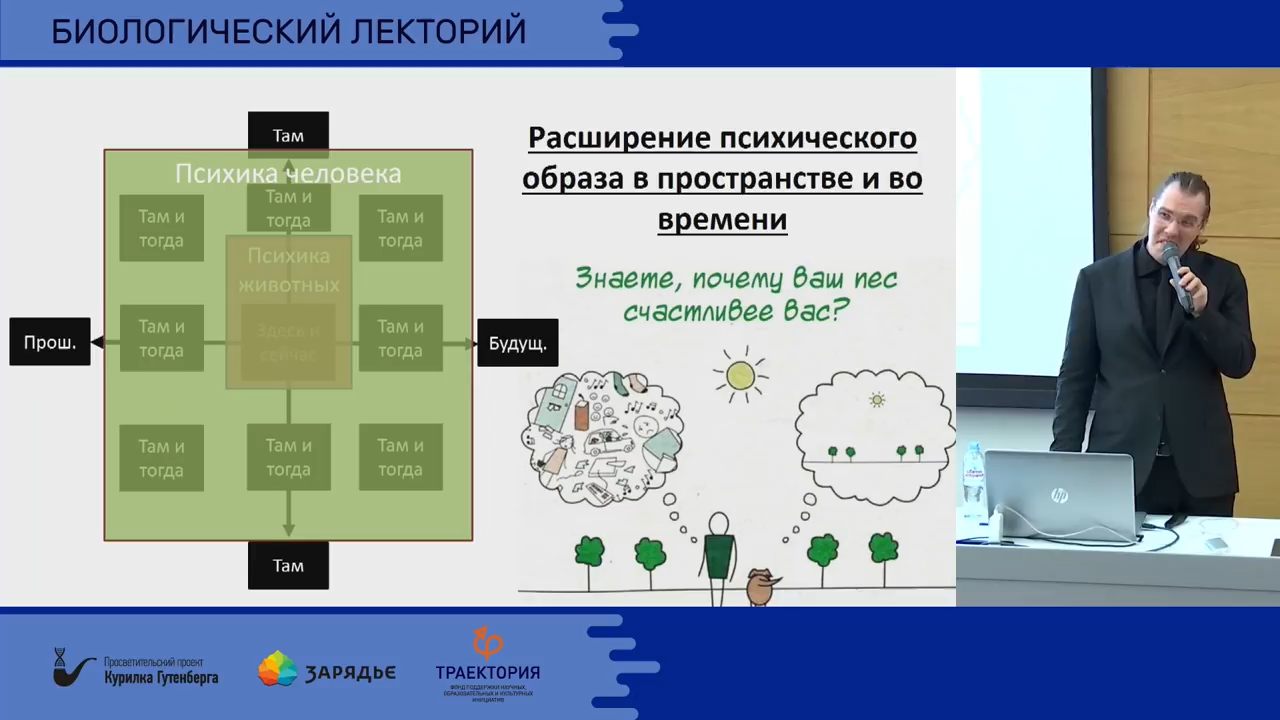 БИОЛОГИЧЕСКИЙ ЛЕКТОРИЙ
Там
Психика человека
Там и
тогда
Там и
тогда
Там и
тогда
Психика
животных
Прош.
Там и
тогда
Здесь и
сейчас
Там и
тогда
Будущ.
Там и
тогда
Там и
тогда
Там и
тогда
Там
Расширение психического
образа в пространстве и во
времени
Знаете, почему ваш пес
счастливее вас?
hp
Просветительский проект
Курилка Гутенберга
ЗАРЯДЬЕ
ТРАЕКТОРИЯ
ФОНД ПОДДЕРЖКИ НАУЧНЫХ,
ОБРАЗОВАТЕЛЬНЫХ И КУЛЬТУРНЫХ
ИНИЦИАТИВ